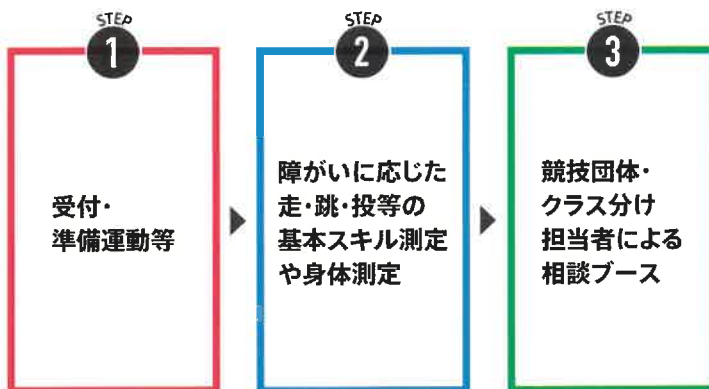 STEP
1
受付・
準備運動等
STEP
2
障がいに応じた
走・跳・投等の
基本スキル測定
や身体測定
STEP
3
競技団体・
クラス分け
担当者による
相談ブース